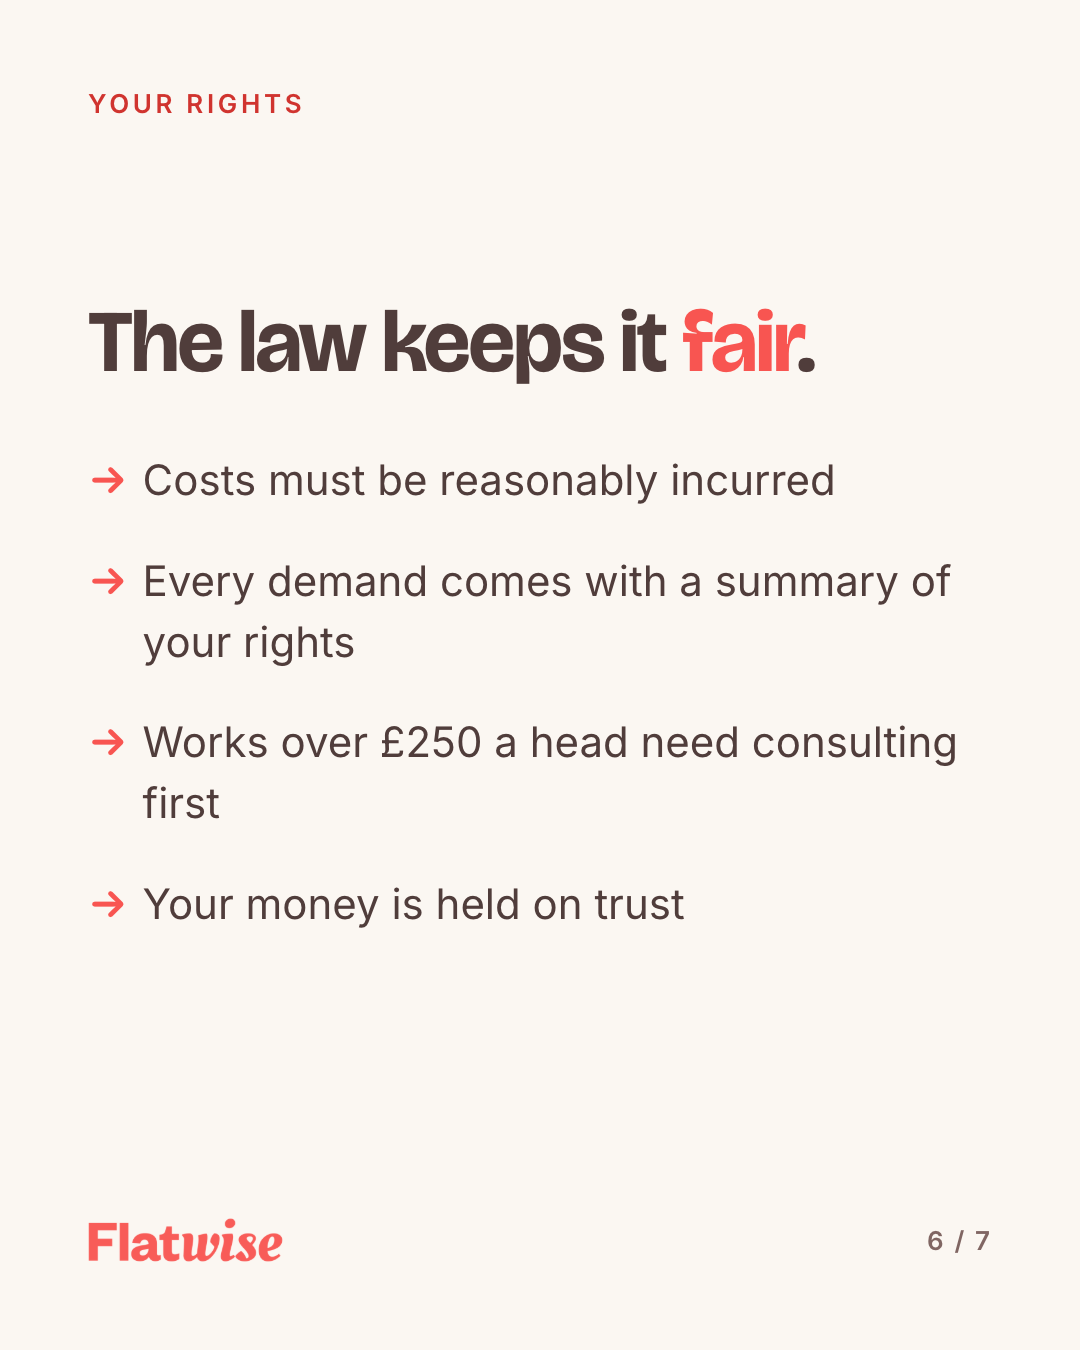 YOUR RIGHTS
The law keeps it fair.
→ Costs must be reasonably incurred
→ Every demand comes with a summary of
your rights
→ Works over £250 a head need consulting
first
→ Your money is held on trust
Flatwise
6 / 7